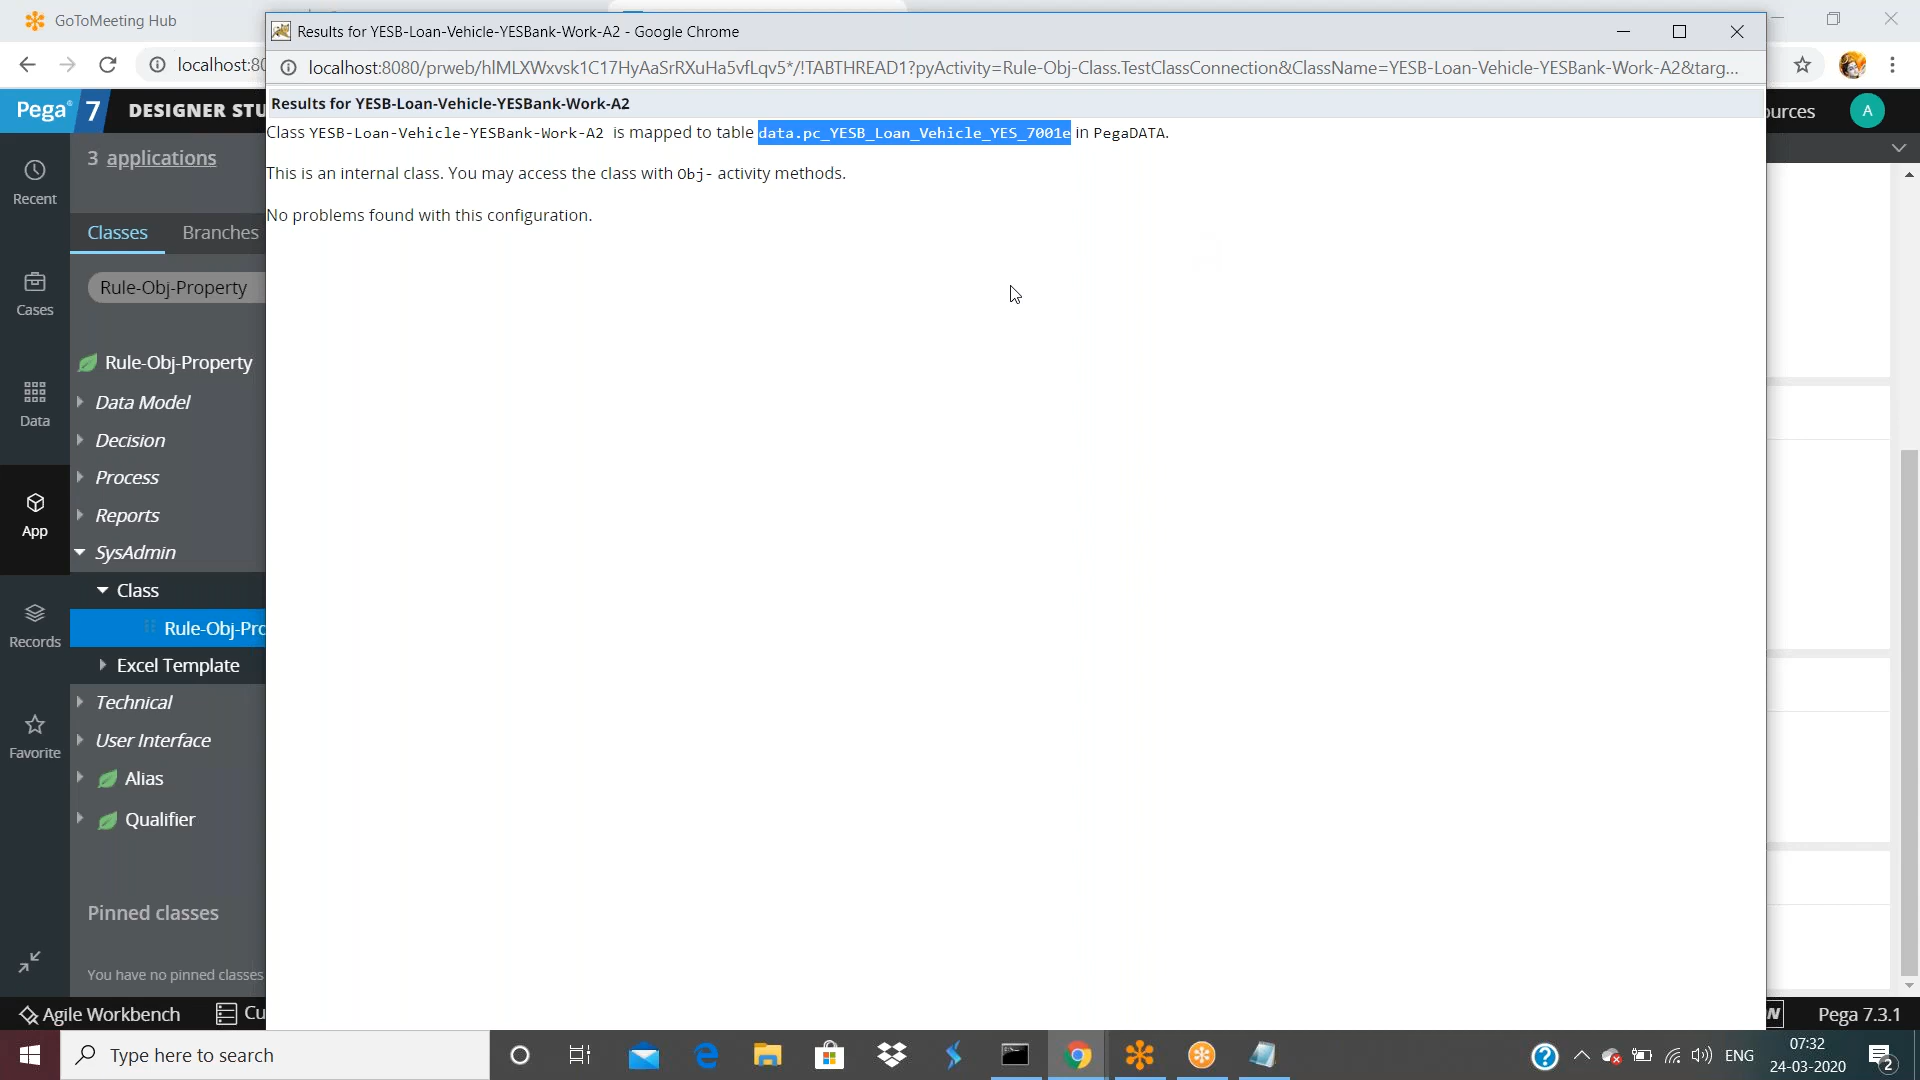 GoToMeeting Hub
Results for YESB-Loan-Vehicle-YESBank-Work-A2 - Google Chrome
localhost:80
localhost:8080/prweb/hlMLXWxvsk1C17HyAaSrRXuHa5vfLqv5*/!TABTHREAD1?pyActivity=Rule-Obj-Class.TestClassConnection&ClassName=YESB-Loan-Vehicle-YESBank-Work-A2&targ...
Pega 7 DESIGNER STU
Results for YESB-Loan-Vehicle-YESBank-Work-A2
ources A
Class YESB-Loan-Vehicle-YESBank-Work-A2 is mapped to table data.pc_YESB_Loan_Vehicle_YES_7001e in PegaDATA.
This is an internal class. You may access the class with Obj- activity methods.
No problems found with this configuration.
3 applications
Recent
Classes Branches
Rule-Obj-Property
Cases
Rule-Obj-Property
Data Model
Data
Decision
Process
Reports
App
SysAdmin
Class
Rule-Obj-Pro
Records
Excel Template
Technical
User Interface
Favorite
Alias
Qualifier
Pinned classes
You have no pinned classes
Agile Workbench Cu
Pega 7.3.1
Type here to search
ENG
07:32
24-03-2020
2